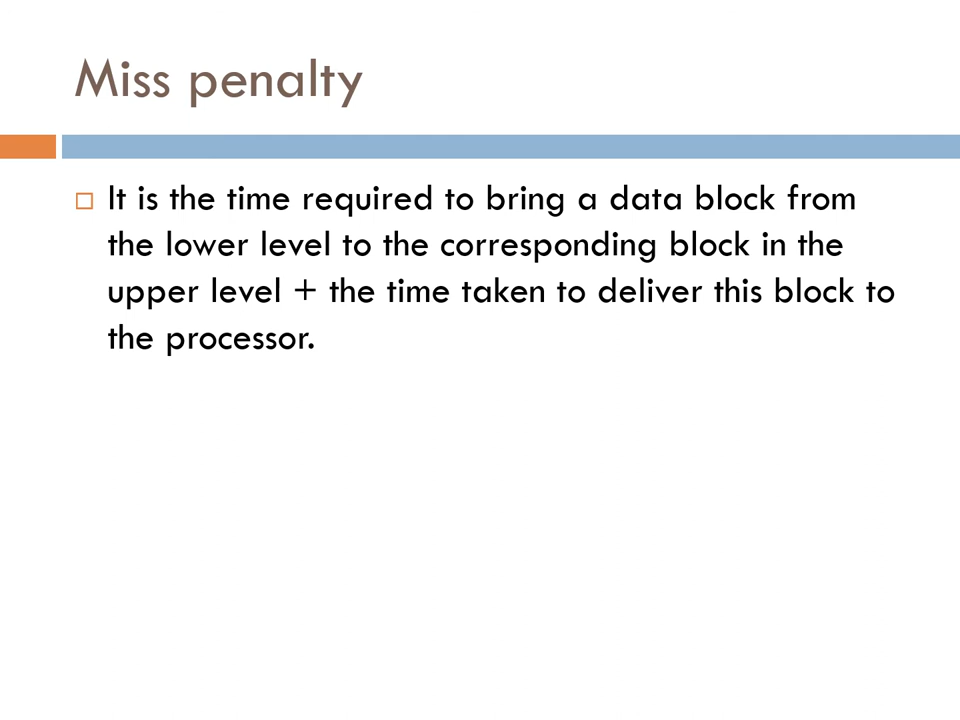 Miss penalty
It is the time required to bring a data block from
the lower level to the corresponding block in the
upper level + the time taken to deliver this block to
the processor.